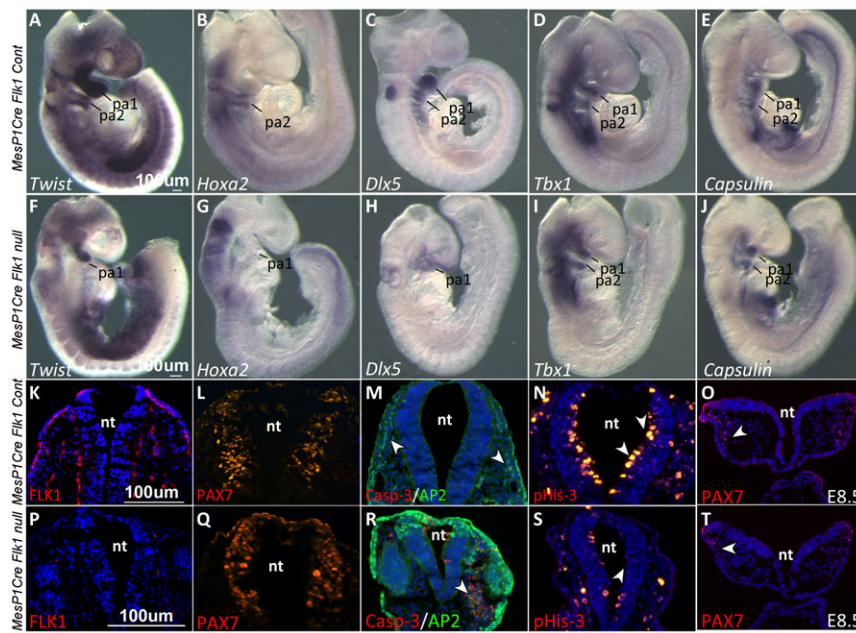 MesP1Cre Flk1 Cont
A
B
C
D
E
pa1
pa2
pa2
pa1
pa2
pa1
pa2
pa1
pa2
Twist
100um
Hoxa2
Dlx5
Tbx1
Capsulin
MesP1Cre Flk1 null
F
G
H
I
J
pa1
pa1
pa1
pa1
pa2
pa1
pa2
Twist
100um
Hoxa2
Dlx5
Tbx1
Capsulin
MesP1Cre Flk1 Cont
K
L
M
N
O
nt
nt
nt
nt
nt
FLK1
100um
PAX7
Casp-3/AP2
pHis-3
PAX7
E8.5
MesP1Cre Flk1 null
P
Q
R
S
T
nt
nt
nt
nt
nt
FLK1
100um
PAX7
Casp-3/AP2
pHis-3
PAX7
E8.5